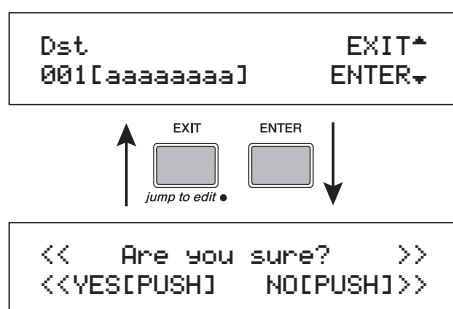 Dst EXIT▲
001[aaaaaaaa] ENTER▼
EXIT ENTER
jump to edit ●
<< Are you sure? >>
<<YES[PUSH] NO[PUSH]>>